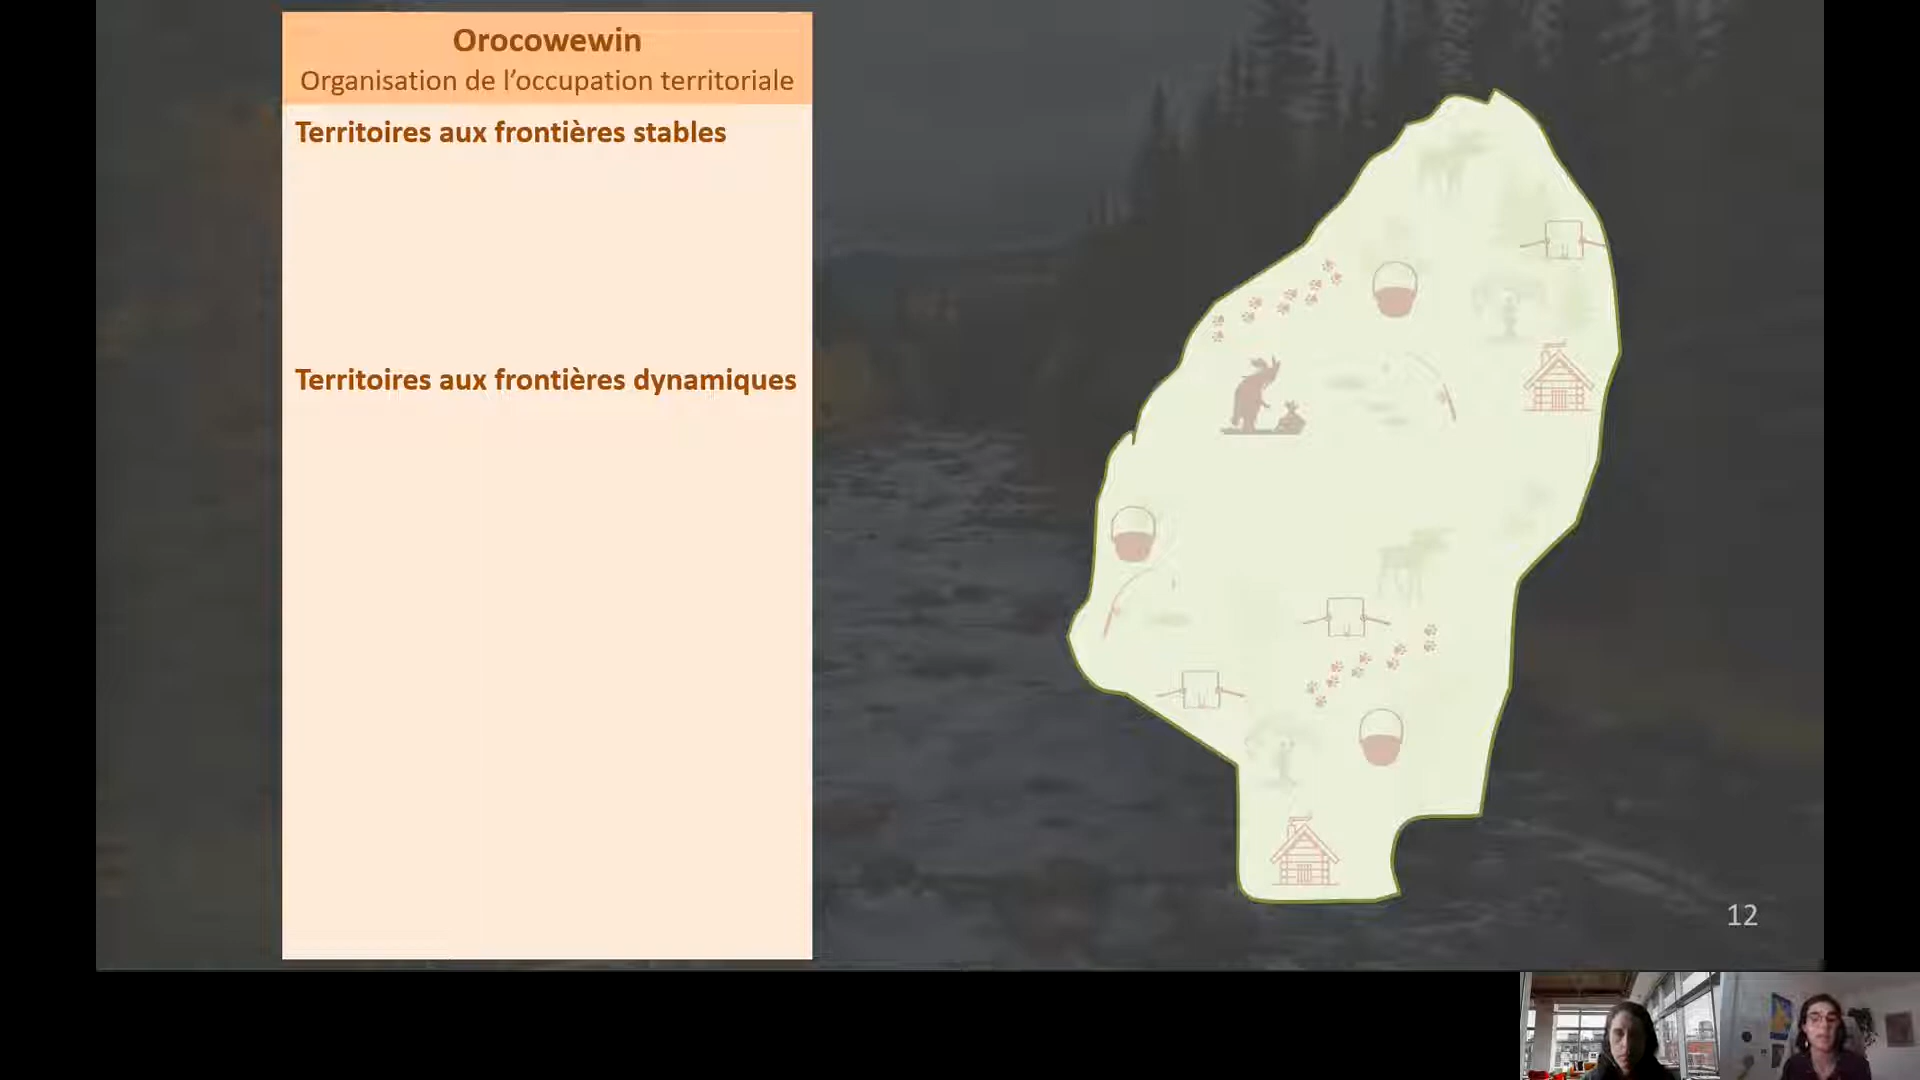 Orocowewin
Organisation de l’occupation territoriale
Territoires aux frontières stables
Territoires aux frontières dynamiques
12